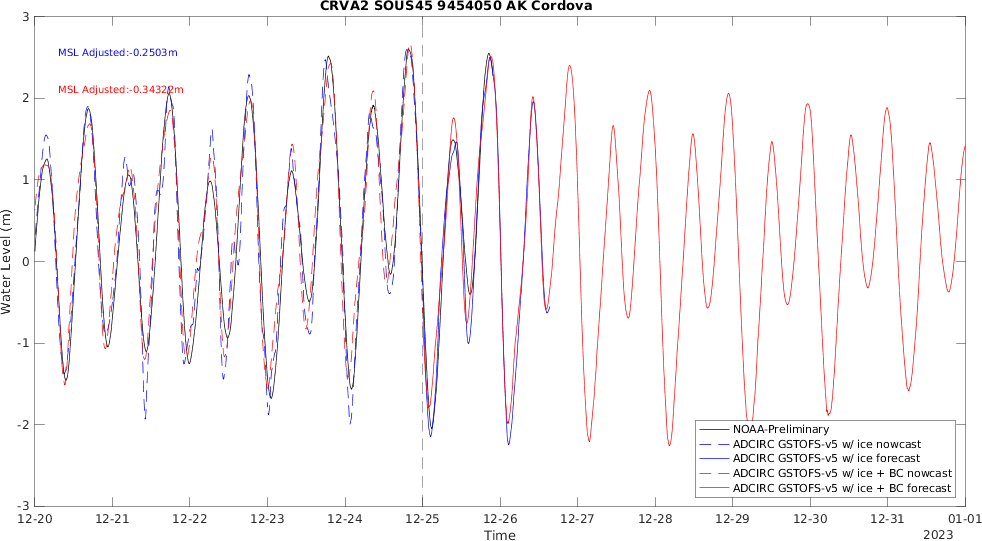 CRVA2 SOUS45 9454050 AK Cordova
MSL Adjusted:-0.2503m
MSL Adjusted:-0.34322m
Water Level (m)
3
2
1
0
-1
-2
-3
NOAA-Preliminary
ADCIRC GSTOFS-v5 w/ ice nowcast
ADCIRC GSTOFS-v5 w/ ice forecast
ADCIRC GSTOFS-v5 w/ ice + BC nowcast
ADCIRC GSTOFS-v5 w/ ice + BC forecast
12-20 12-21 12-22 12-23 12-24 12-25 12-26 12-27 12-28 12-29 12-30 12-31 01-01
Time 2023